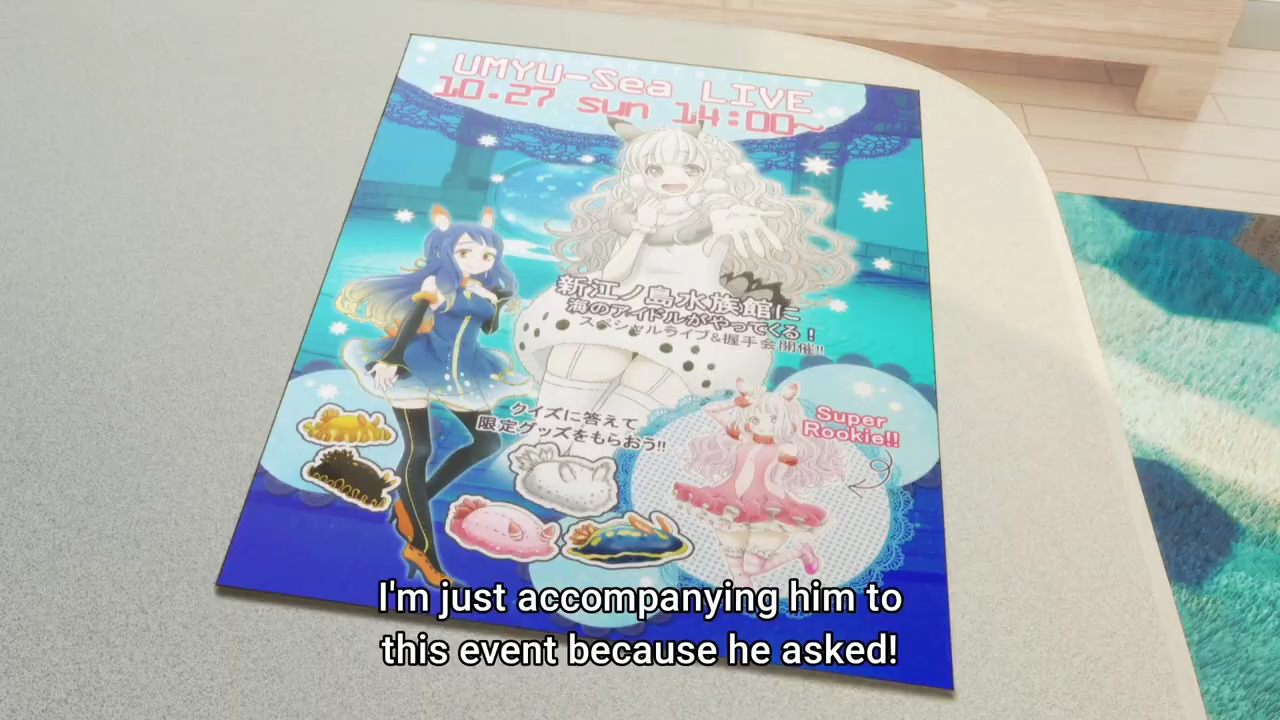 UMYU-Sea LIVE
10.27 sun 14:00~
新江ノ島水族館に
海のアイドルがやってくる!
スペシャルライブ&握手会開催!!
クイズに答えて
限定グッズをもらおう!!
Super
Rookie!!
I'm just accompanying him to
this event because he asked!